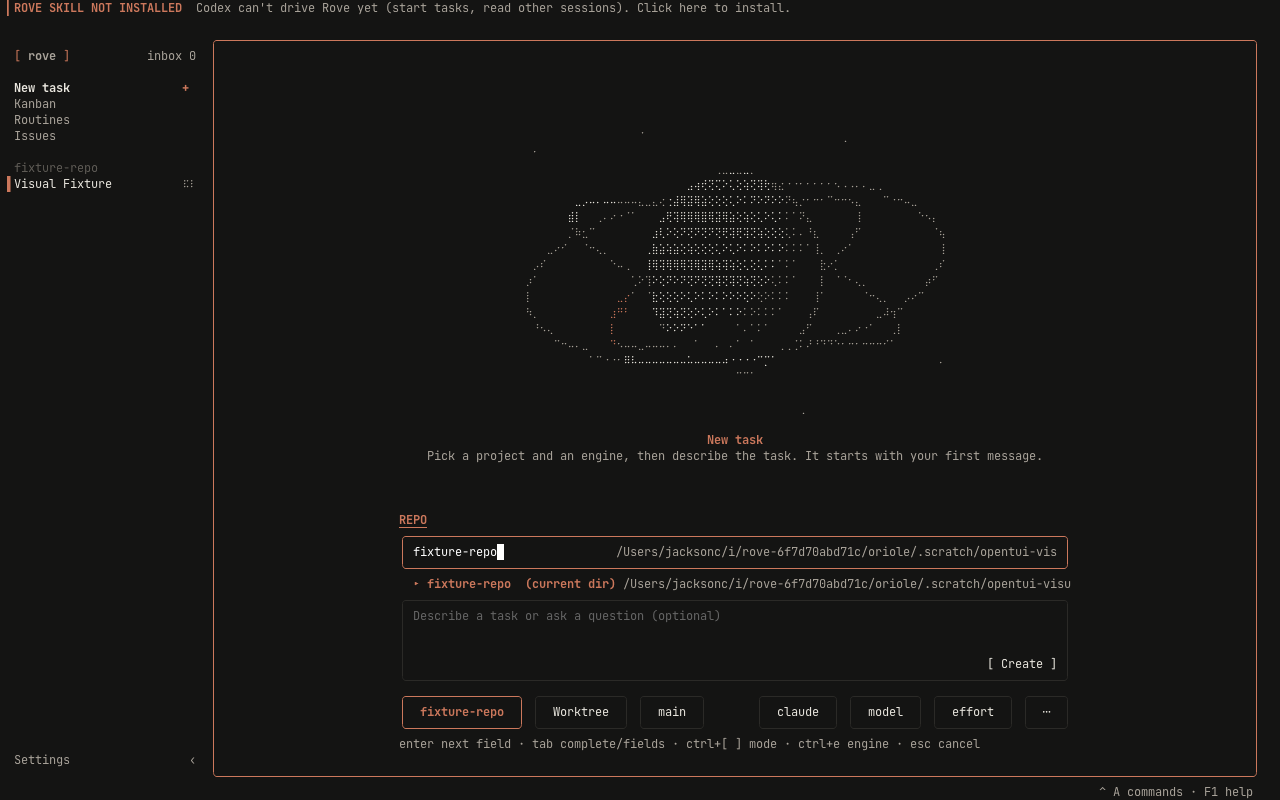 ROVE SKILL NOT INSTALLED  Codex can't drive Rove yet (start tasks, read other sessions). Click here to install.
[ rove ]  inbox 0
New task  +
Kanban
Routines
Issues
fixture-repo
Visual Fixture
New task
Pick a project and an engine, then describe the task. It starts with your first message.
REPO
fixture-repo  /Users/jacksonc/i/rove-6f7d70abd71c/oriole/.scratch/opentui-vis
‣ fixture-repo  (current dir) /Users/jacksonc/i/rove-6f7d70abd71c/oriole/.scratch/opentui-visu
Describe a task or ask a question (optional)
[ Create ]
fixture-repo  Worktree  main  claude  model  effort  ⋯
enter next field · tab complete/fields · ctrl+[ ] mode · ctrl+e engine · esc cancel
Settings  ‹
^ A commands · F1 help